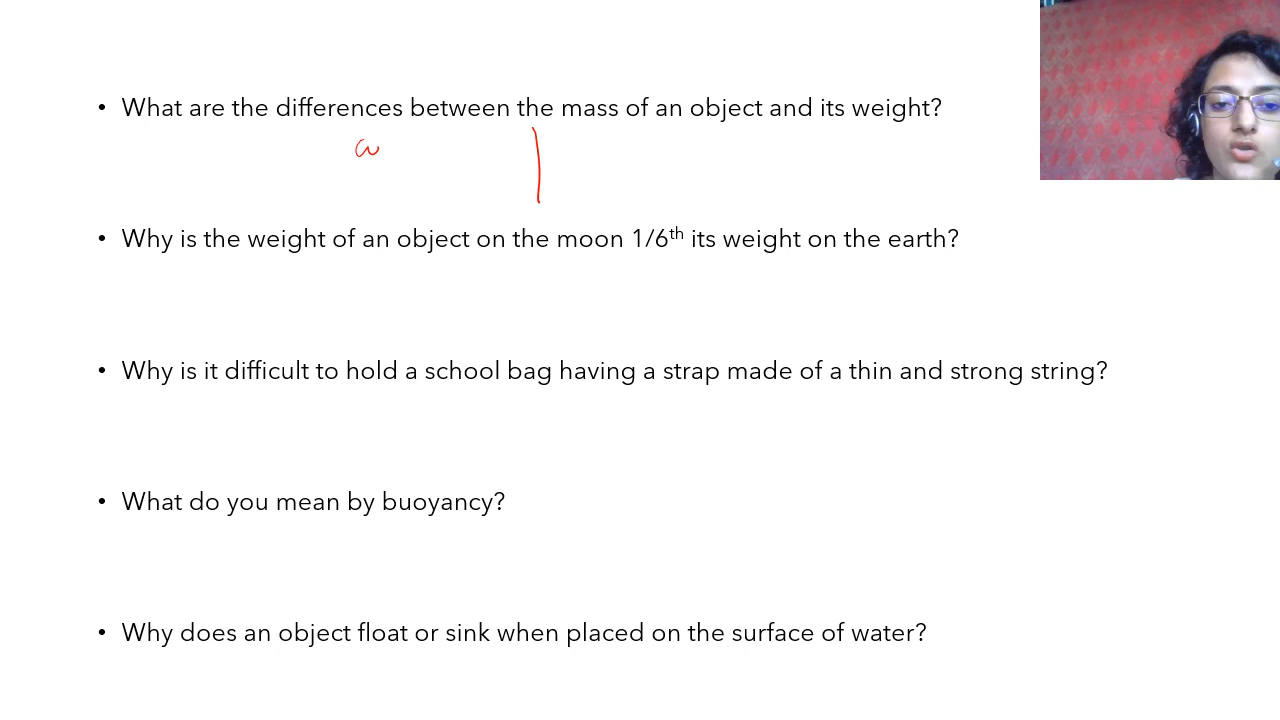 • What are the differences between the mass of an object and its weight?
ω
• Why is the weight of an object on the moon 1/6th its weight on the earth?
• Why is it difficult to hold a school bag having a strap made of a thin and strong string?
• What do you mean by buoyancy?
• Why does an object float or sink when placed on the surface of water?